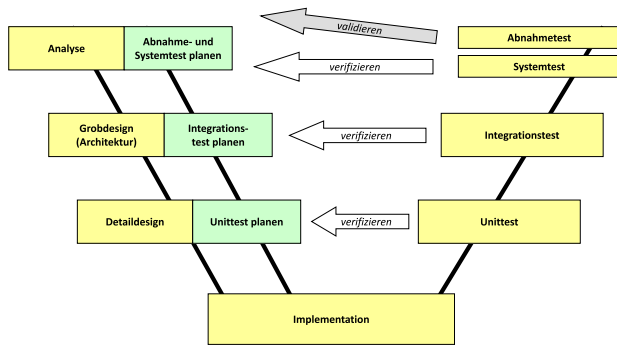 validieren
Abnahmetest
Analyse
Abnahme- und
Systemtest planen
verifizieren
Systemtest
Grobdesign
(Architektur)
Integrations-
test planen
verifizieren
Integrationstest
Detaildesign
Unittest planen
verifizieren
Unittest
Implementation